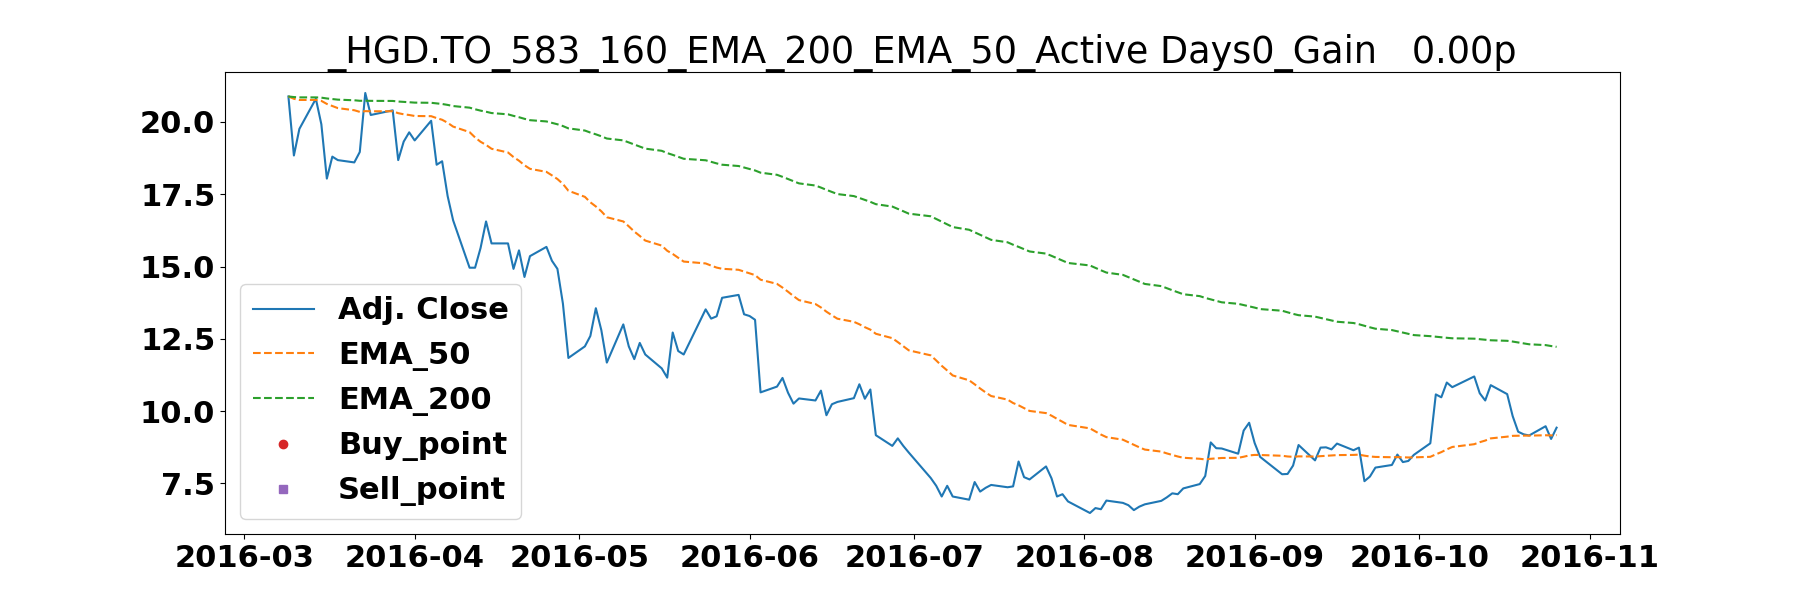 _HGD.TO_583_160_EMA_200_EMA_50_Active Days0_Gain   0.00p
20.0
17.5
15.0
12.5
10.0
7.5
Adj. Close
EMA_50
EMA_200
Buy_point
Sell_point
2016-03 2016-04 2016-05 2016-06 2016-07 2016-08 2016-09 2016-10 2016-11